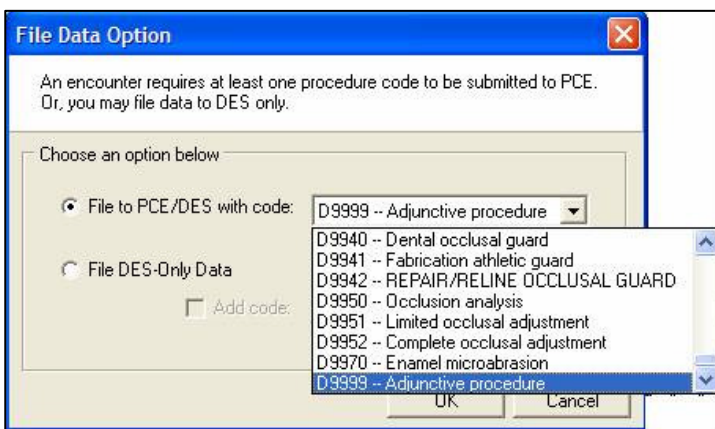 File Data Option
An encounter requires at least one procedure code to be submitted to PCE.
Or, you may file data to DES only.
Choose an option below
File to PCE/DES with code:
D9999 -- Adjunctive procedure
D9940 -- Dental occlusal guard
D9941 -- Fabrication athletic guard
D9942 -- REPAIR/RELINE OCCLUSAL GUARD
File DES-Only Data
D9950 -- Occlusion analysis
Add code:
D9951 -- Limited occlusal adjustment
D9952 -- Complete occlusal adjustment
D9970 -- Enamel microabrasion
D9999 -- Adjunctive procedure
OK
Cancel